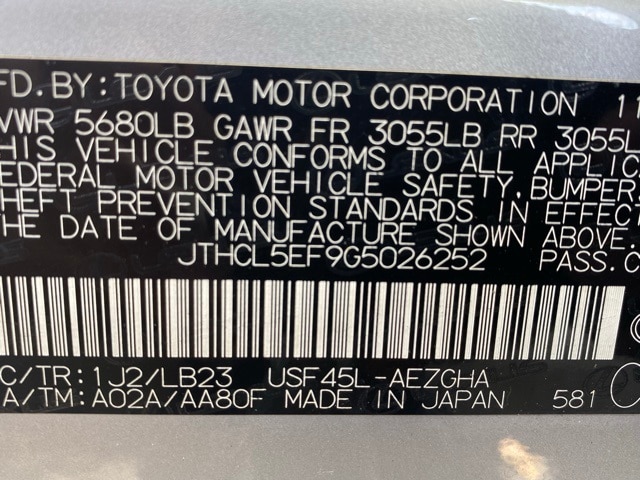 FD. BY: TOYOTA MOTOR CORPORATION 11
VWR 5680LB GAWR FR 3055LB RR 3055L
HIS VEHICLE CONFORMS TO ALL APPLIC
EDERAL MOTOR VEHICLE SAFETY, BUMPER,
HEFT PREVENTION STANDARDS IN EFFECT
HE DATE OF MANUFACTURE SHOWN ABOVE.
JTHCL5EF9G5026252 PASS.C
C/TR: 1J2/LB23 USF45L-AEZGHA
A/TM: A02A/AA80F MADE IN JAPAN 581